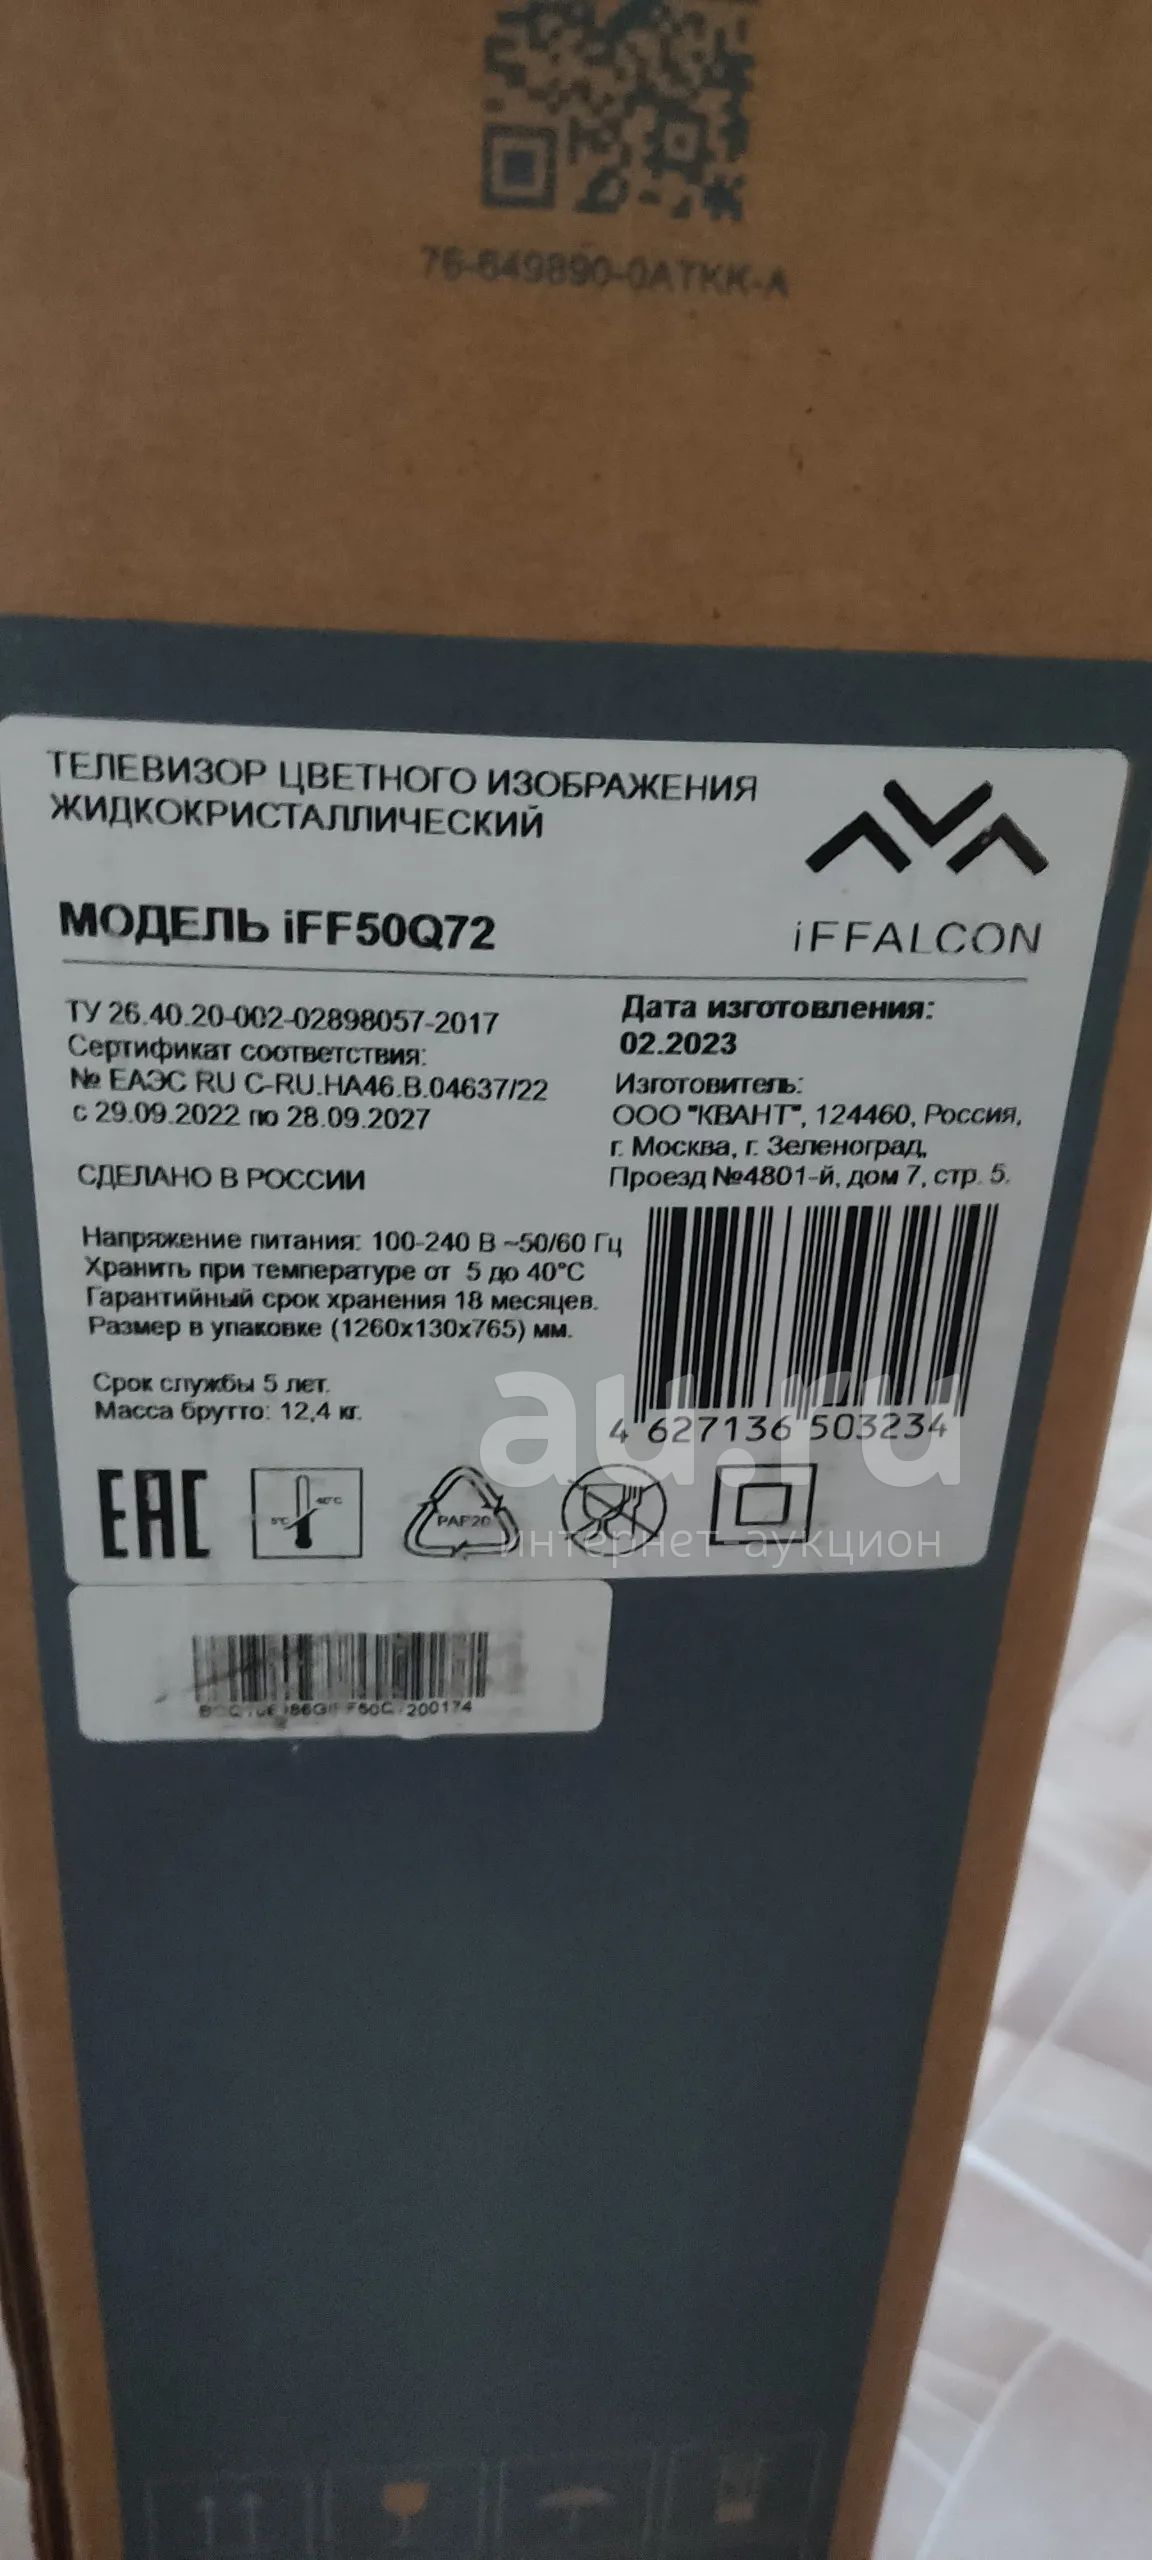 76-649890-0ATKK-A
ТЕЛЕВИЗОР ЦВЕТНОГО ИЗОБРАЖЕНИЯ
ЖИДКОКРИСТАЛЛИЧЕСКИЙ
МОДЕЛЬ iFF50Q72
iFFALCON
ТУ 26.40.20-002-02898057-2017
Сертификат соответствия:
№ ЕАЭС RU C-RU.HA46.B.04637/22
с 29.09.2022 по 28.09.2027
СДЕЛАНО В РОССИИ
Дата изготовления:
02.2023
Изготовитель:
ООО "КВАНТ", 124460, Россия,
г. Москва, г. Зеленоград,
Проезд №4801-й, дом 7, стр. 5.
Напряжение питания: 100-240 В ~50/60 Гц
Хранить при температуре от 5 до 40°C
Гарантийный срок хранения 18 месяцев.
Размер в упаковке (1260x130x765) мм.
Срок службы 5 лет.
Масса брутто: 12,4 кг.
4 627136 503234
au.ru
интернет аукцион
EAC
5°C
40°C
PAP20